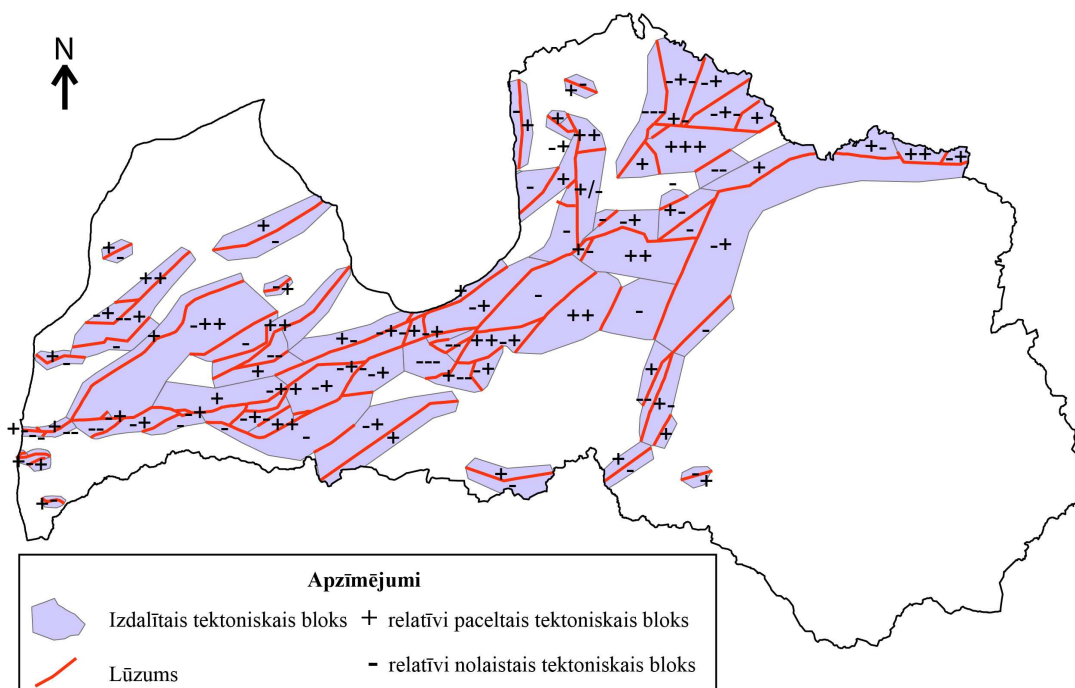 N
Apzīmējumi
Izdalītais tektoniskais bloks
+ relatīvi paceltais tektoniskais bloks
Lūzums
- relatīvi nolaistais tektoniskais bloks